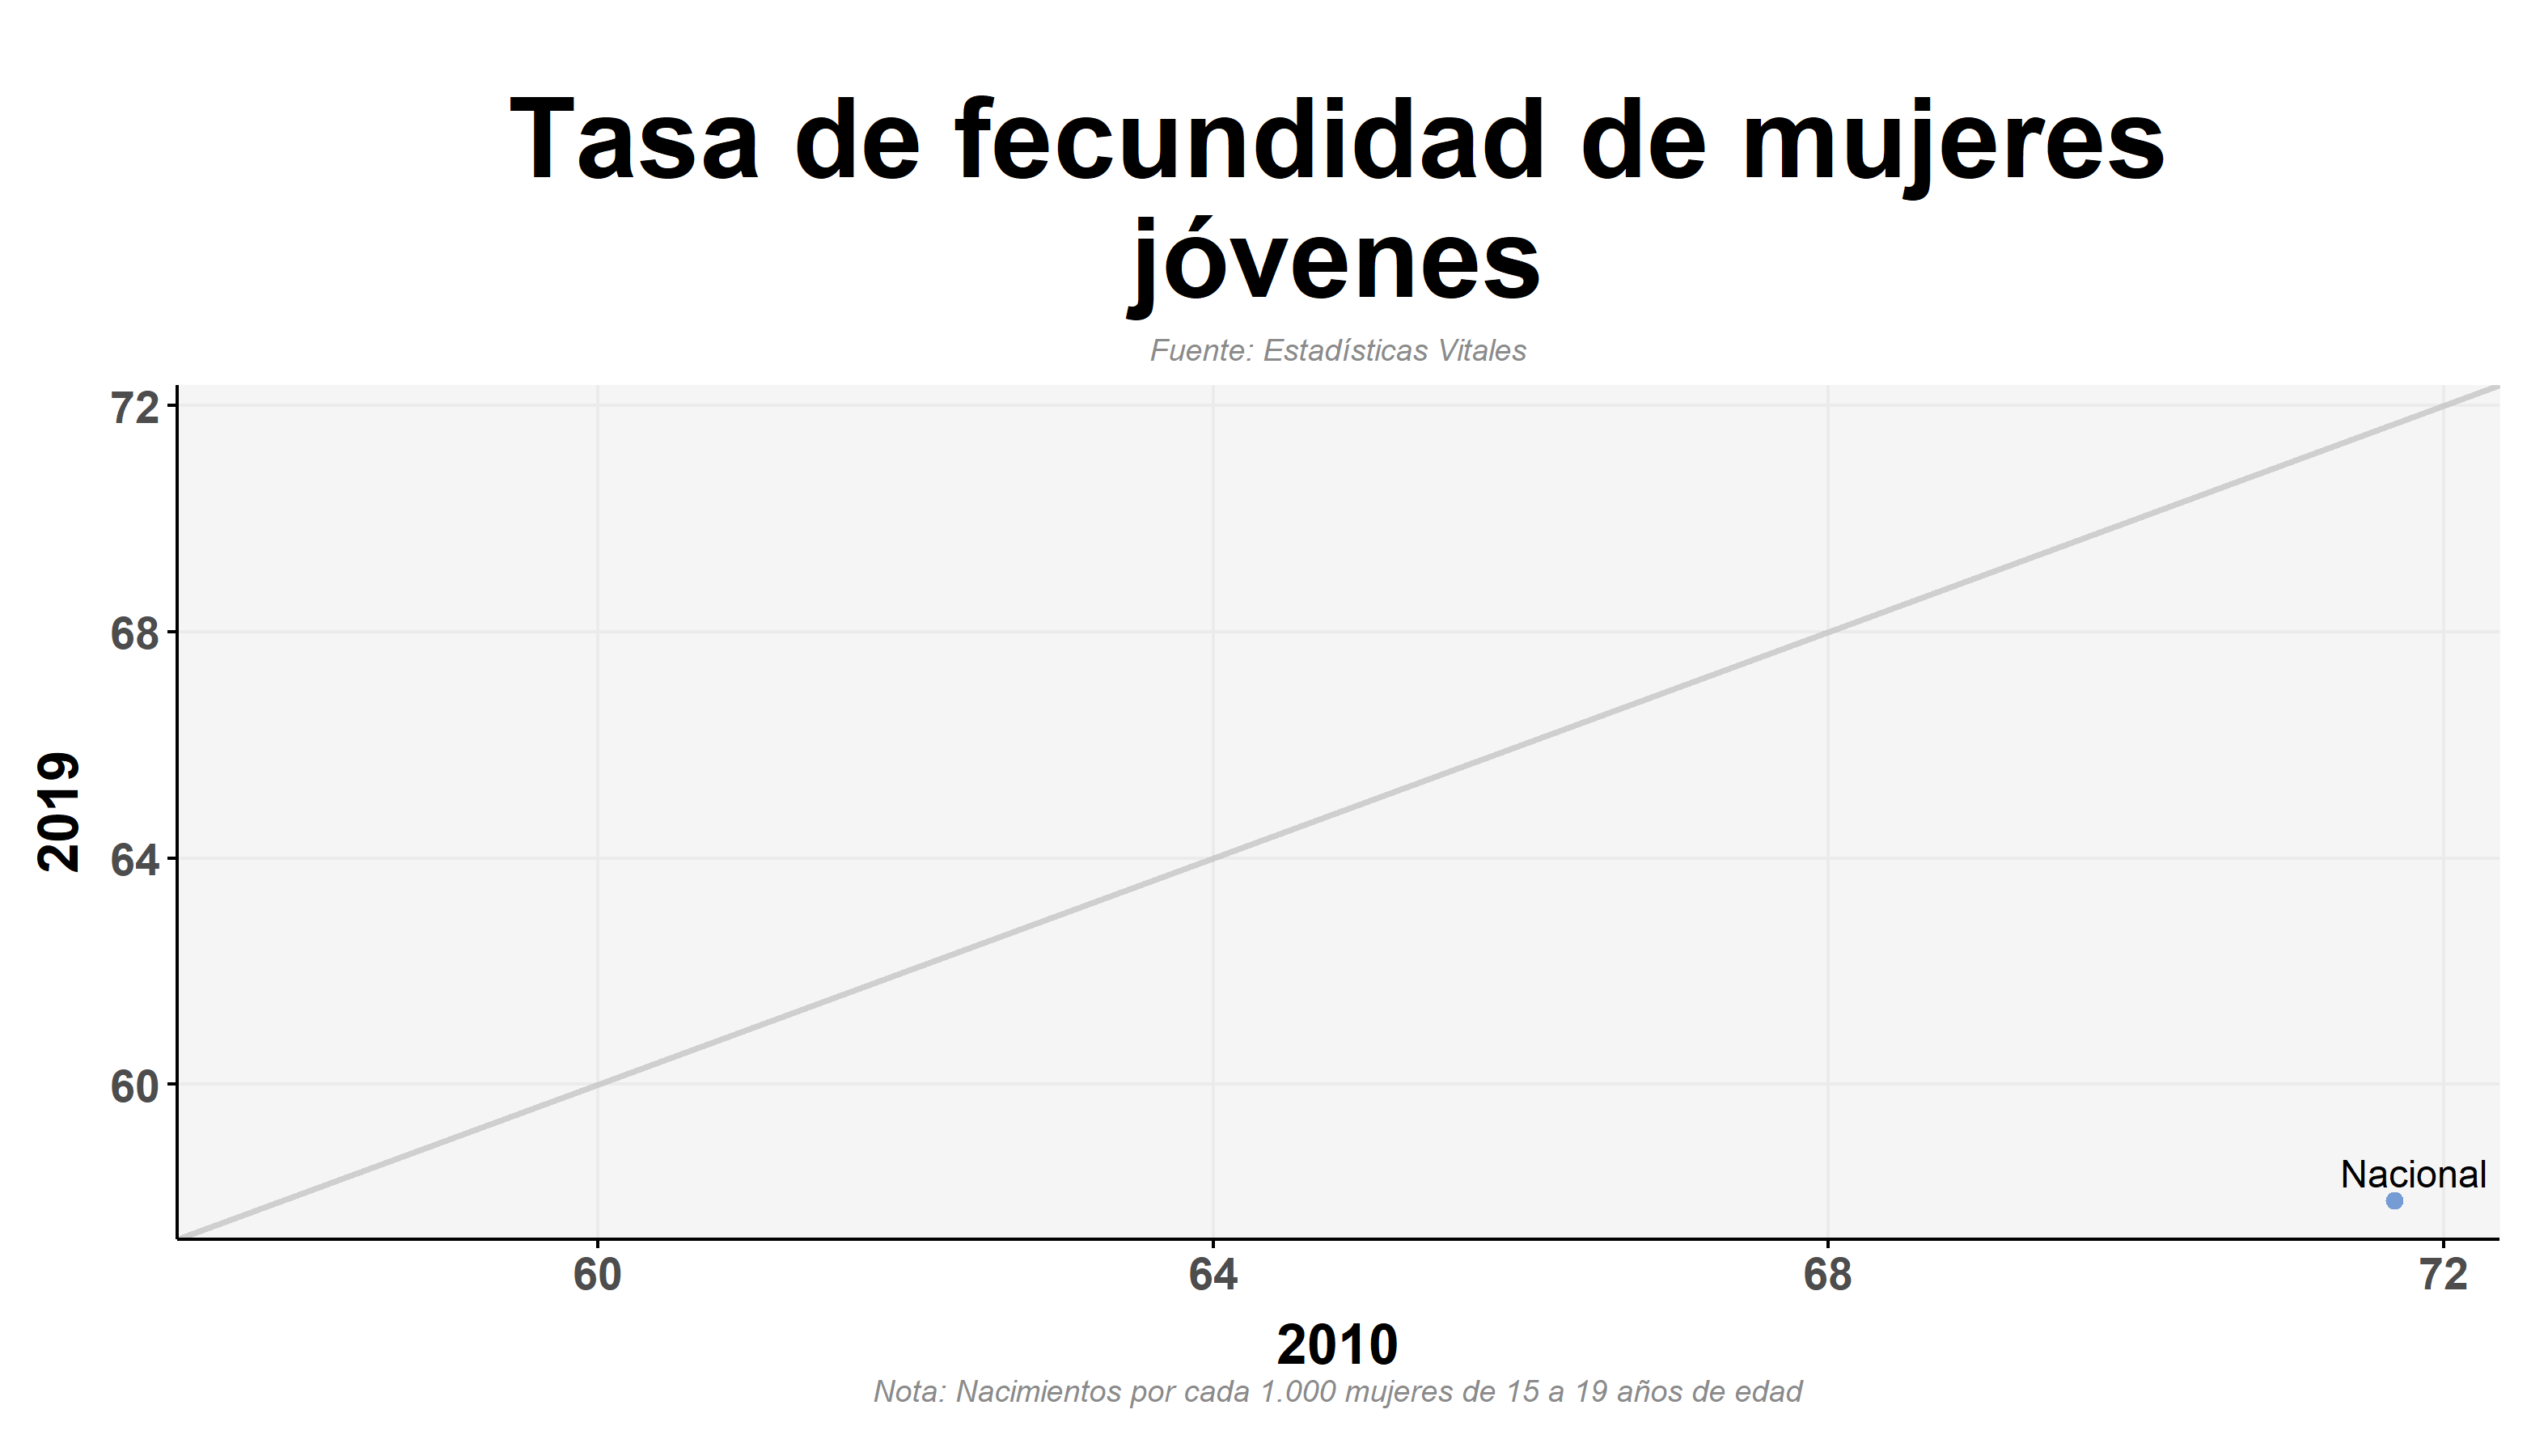 Tasa de fecundidad de mujeres
jóvenes
Fuente: Estadísticas Vitales
72
68
64
60
2019
Nacional
60 64 68 72
2010
Nota: Nacimientos por cada 1.000 mujeres de 15 a 19 años de edad